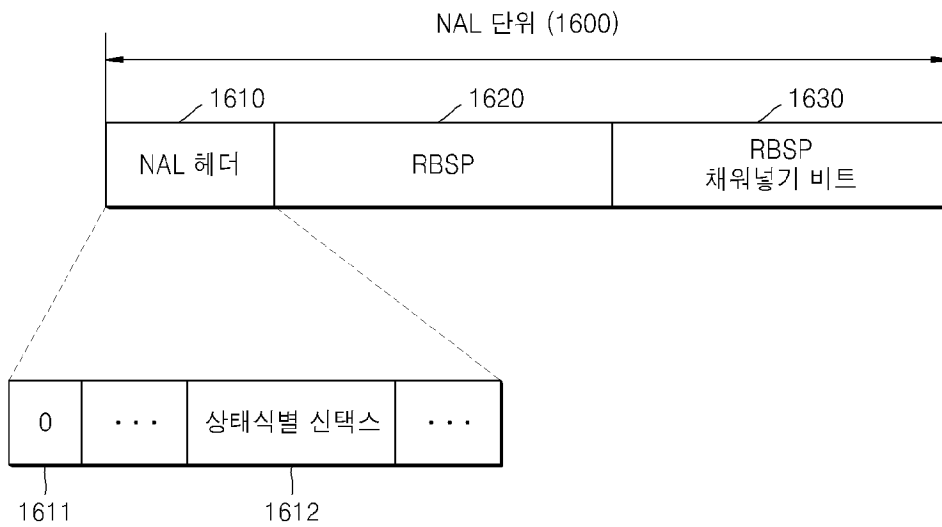 NAL 단위 (1600)
1610
1620
1630
NAL 헤더
RBSP
RBSP
채워넣기 비트
0
···
상태식별 신택스
···
1611
1612